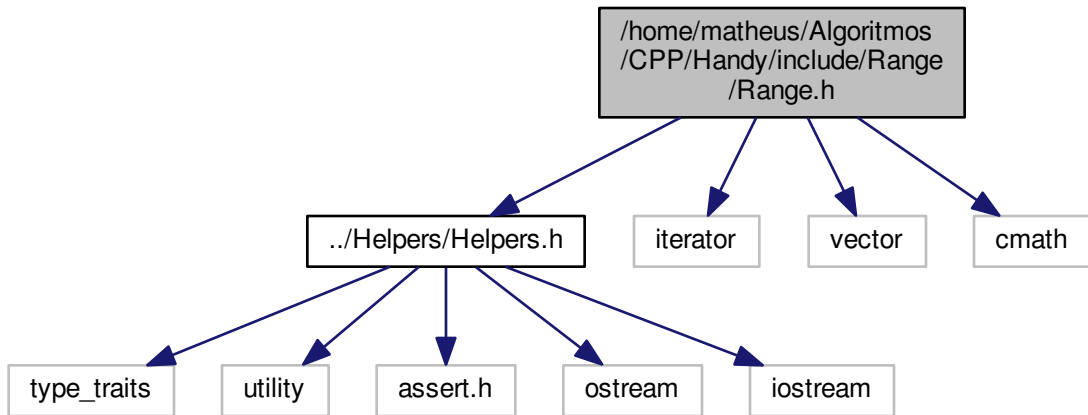 /home/matheus/Algoritmos
/CPP/Handy/include/Range
/Range.h
../Helpers/Helpers.h
iterator
vector
cmath
type_traits
utility
assert.h
ostream
iostream